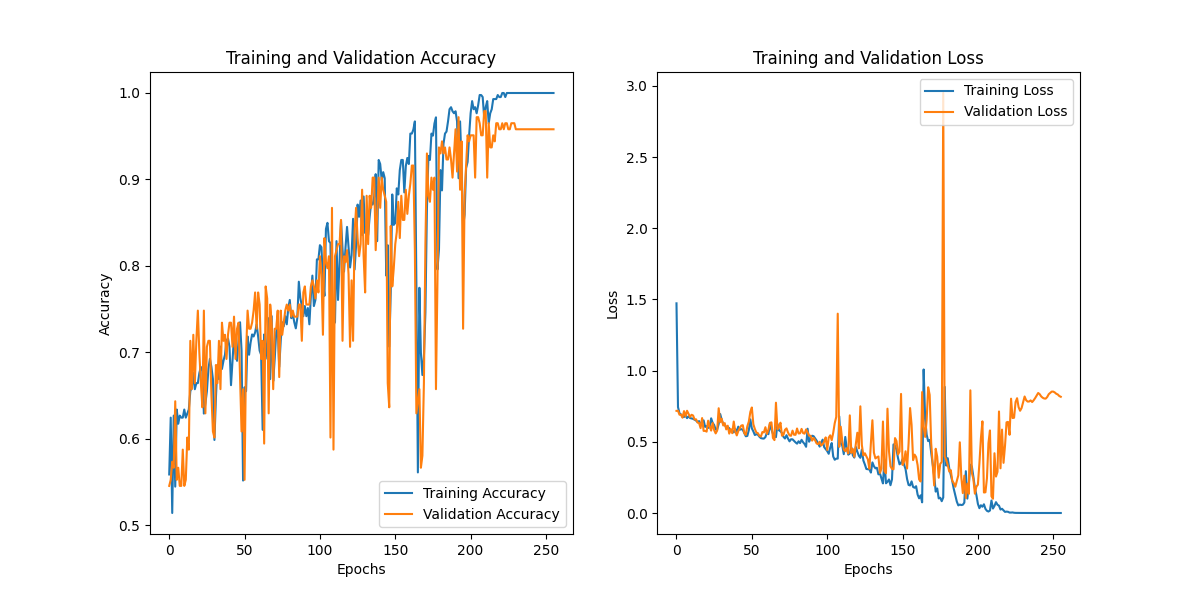 Training and Validation Accuracy
1.0
0.9
0.8
0.7
0.6
0.5
Accuracy
0
50
100
150
200
250
Epochs
Training Accuracy
Validation Accuracy
Training and Validation Loss
3.0
2.5
2.0
1.5
1.0
0.5
0.0
Loss
0
50
100
150
200
250
Epochs
Training Loss
Validation Loss